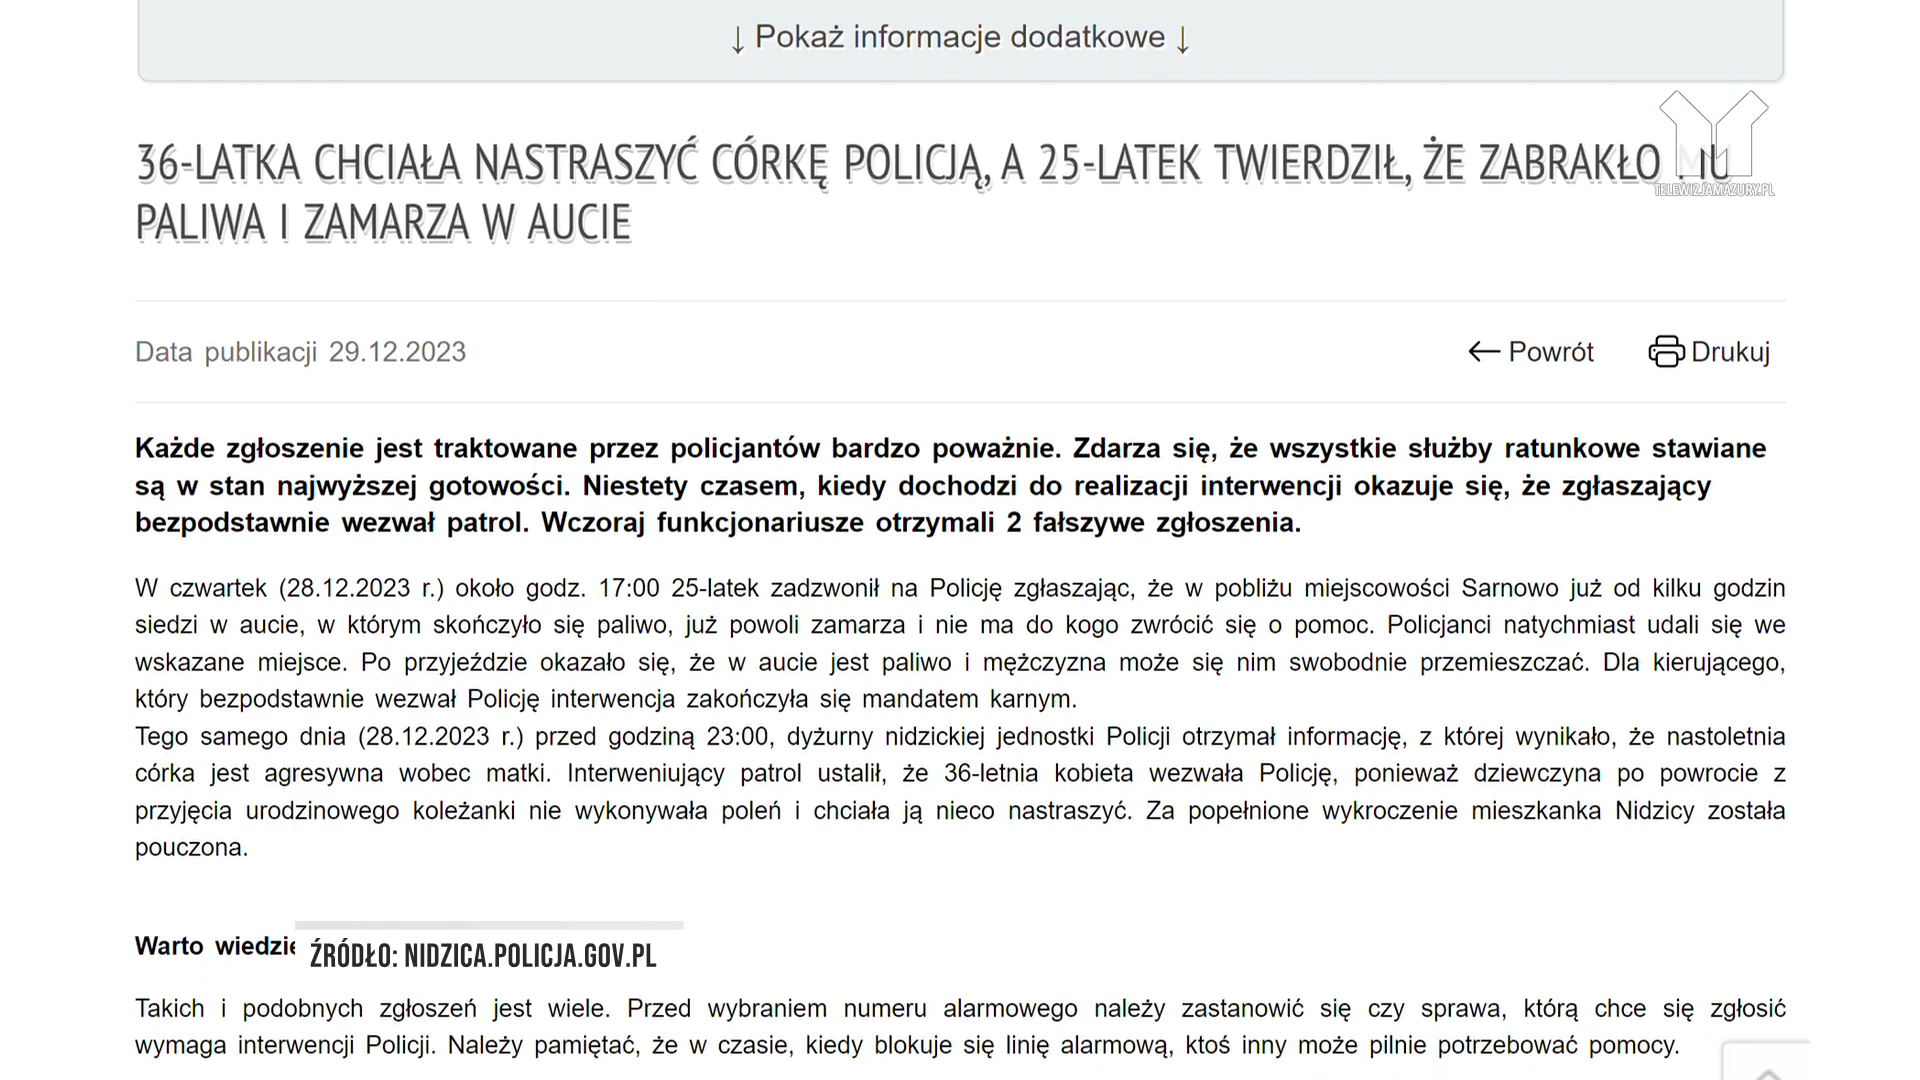 ↓ Pokaż informacje dodatkowe ↓
36-LATKA CHCIAŁA NASTRASZYĆ CÓRKĘ POLICJĄ, A 25-LATEK TWIERDZIŁ, ŻE ZABRAKŁO MU
TELEWIZJAMAZURY.PL
PALIWA I ZAMARZA W AUCIE
Data publikacji 29.12.2023
← Powrót
Drukuj
Każde zgłoszenie jest traktowane przez policjantów bardzo poważnie. Zdarza się, że wszystkie służby ratunkowe stawiane
są w stan najwyższej gotowości. Niestety czasem, kiedy dochodzi do realizacji interwencji okazuje się, że zgłaszający
bezpodstawnie wezwał patrol. Wczoraj funkcjonariusze otrzymali 2 fałszywe zgłoszenia.
W czwartek (28.12.2023 r.) około godz. 17:00 25-latek zadzwonił na Policję zgłaszając, że w pobliżu miejscowości Sarnowo już od kilku godzin
siedzi w aucie, w którym skończyło się paliwo, już powoli zamarza i nie ma do kogo zwrócić się o pomoc. Policjanci natychmiast udali się we
wskazane miejsce. Po przyjeździe okazało się, że w aucie jest paliwo i mężczyzna może się nim swobodnie przemieszczać. Dla kierującego,
który bezpodstawnie wezwał Policję interwencja zakończyła się mandatem karnym.
Tego samego dnia (28.12.2023 r.) przed godziną 23:00, dyżurny nidzickiej jednostki Policji otrzymał informację, z której wynikało, że nastoletnia
córka jest agresywna wobec matki. Interweniujący patrol ustalił, że 36-letnia kobieta wezwała Policję, ponieważ dziewczyna po powrocie z
przyjęcia urodzinowego koleżanki nie wykonywała poleń i chciała ją nieco nastraszyć. Za popełnione wykroczenie mieszkanka Nidzicy została
pouczona.
Warto wiedzie
ŹRÓDŁO: NIDZICA.POLICJA.GOV.PL
Takich i podobnych zgłoszeń jest wiele. Przed wybraniem numeru alarmowego należy zastanowić się czy sprawa, którą chce się zgłosić
wymaga interwencji Policji. Należy pamiętać, że w czasie, kiedy blokuje się linię alarmową, ktoś inny może pilnie potrzebować pomocy.